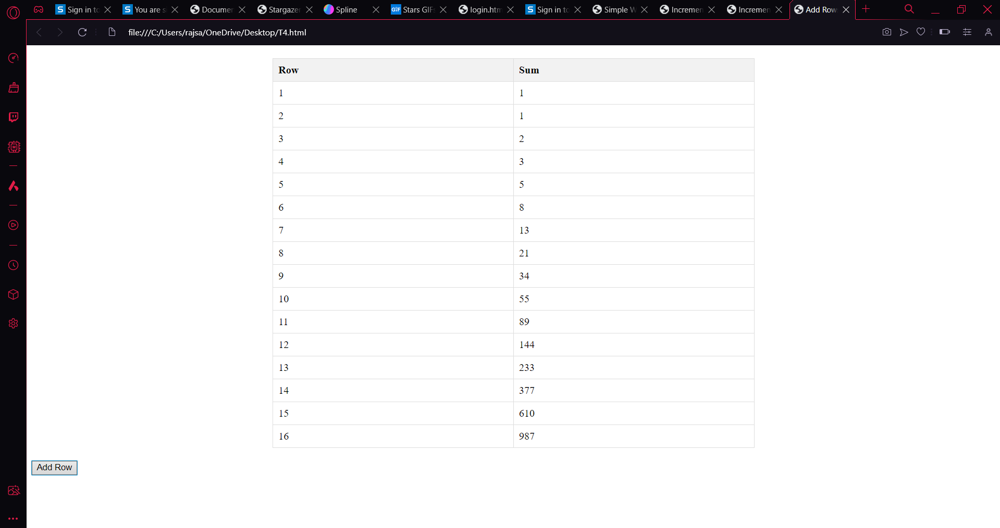 Sign in to
You are s
Documen
Stargazer
Spline
GIF Stars GIFs
login.htm
Sign in to
Simple W
Incremen
Incremen
Add Row
file:///C:/Users/rajsa/OneDrive/Desktop/T4.html
Row Sum
1 1
2 1
3 2
4 3
5 5
6 8
7 13
8 21
9 34
10 55
11 89
12 144
13 233
14 377
15 610
16 987
Add Row